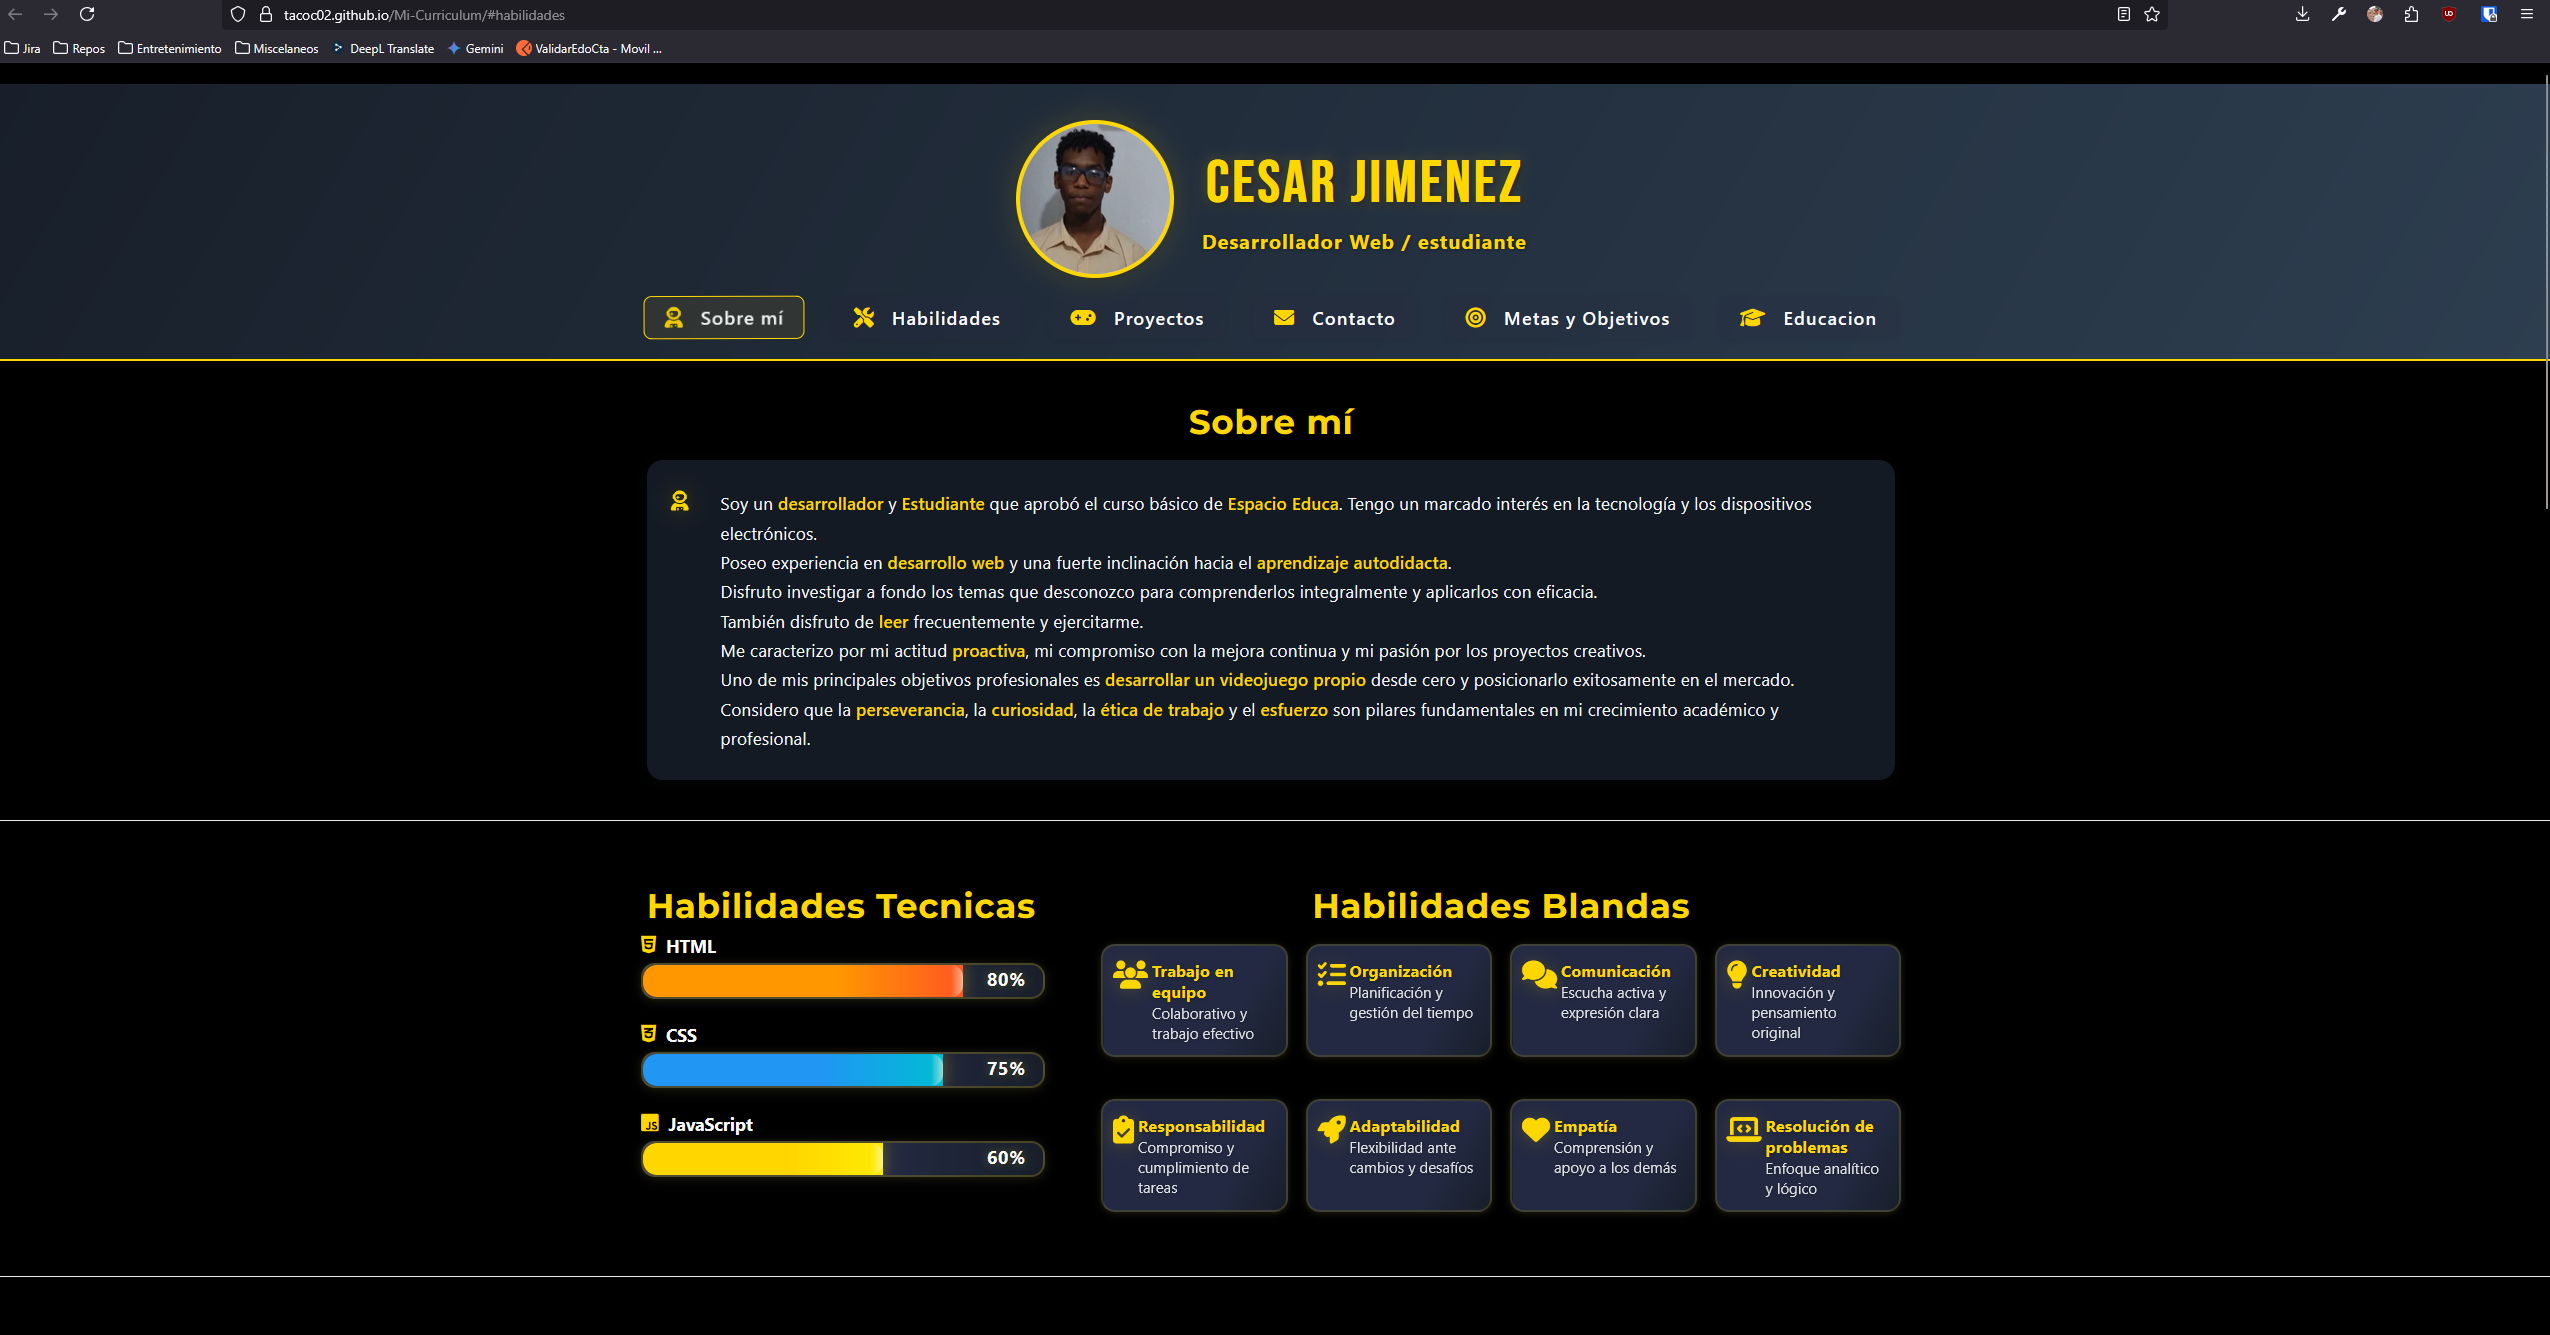 tacoc02.github.io/Mi-Curriculum/#habilidades
Jira Repos Entretenimiento Miscelaneos DeepL Translate Gemini ValidarEdoCta - Movil ...
CESAR JIMENEZ
Desarrollador Web / estudiante
Sobre mí Habilidades Proyectos Contacto Metas y Objetivos Educacion
Sobre mí
Soy un desarrollador y Estudiante que aprobó el curso básico de Espacio Educa. Tengo un marcado interés en la tecnología y los dispositivos
electrónicos.
Poseo experiencia en desarrollo web y una fuerte inclinación hacia el aprendizaje autodidacta.
Disfruto investigar a fondo los temas que desconozco para comprenderlos integralmente y aplicarlos con eficacia.
También disfruto de leer frecuentemente y ejercitarme.
Me caracterizo por mi actitud proactiva, mi compromiso con la mejora continua y mi pasión por los proyectos creativos.
Uno de mis principales objetivos profesionales es desarrollar un videojuego propio desde cero y posicionarlo exitosamente en el mercado.
Considero que la perseverancia, la curiosidad, la ética de trabajo y el esfuerzo son pilares fundamentales en mi crecimiento académico y
profesional.
Habilidades Tecnicas
HTML
80%
CSS
75%
JS JavaScript
60%
Habilidades Blandas
Trabajo en
equipo
Colaborativo y
trabajo efectivo
Organización
Planificación y
gestión del tiempo
Comunicación
Escucha activa y
expresión clara
Creatividad
Innovación y
pensamiento
original
Responsabilidad
Compromiso y
cumplimiento de
tareas
Adaptabilidad
Flexibilidad ante
cambios y desafíos
Empatía
Comprensión y
apoyo a los demás
Resolución de
problemas
Enfoque analítico
y lógico